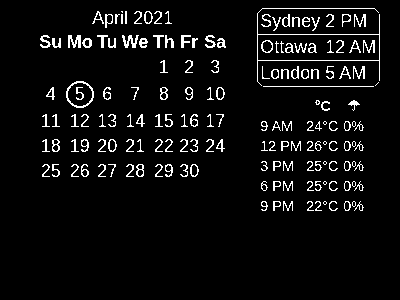 April 2021
Su Mo Tu We Th Fr Sa
1 2 3
4 5 6 7 8 9 10
11 12 13 14 15 16 17
18 19 20 21 22 23 24
25 26 27 28 29 30
Sydney 2 PM
Ottawa 12 AM
London 5 AM
°C ☂
9 AM 24°C 0%
12 PM 26°C 0%
3 PM 25°C 0%
6 PM 25°C 0%
9 PM 22°C 0%